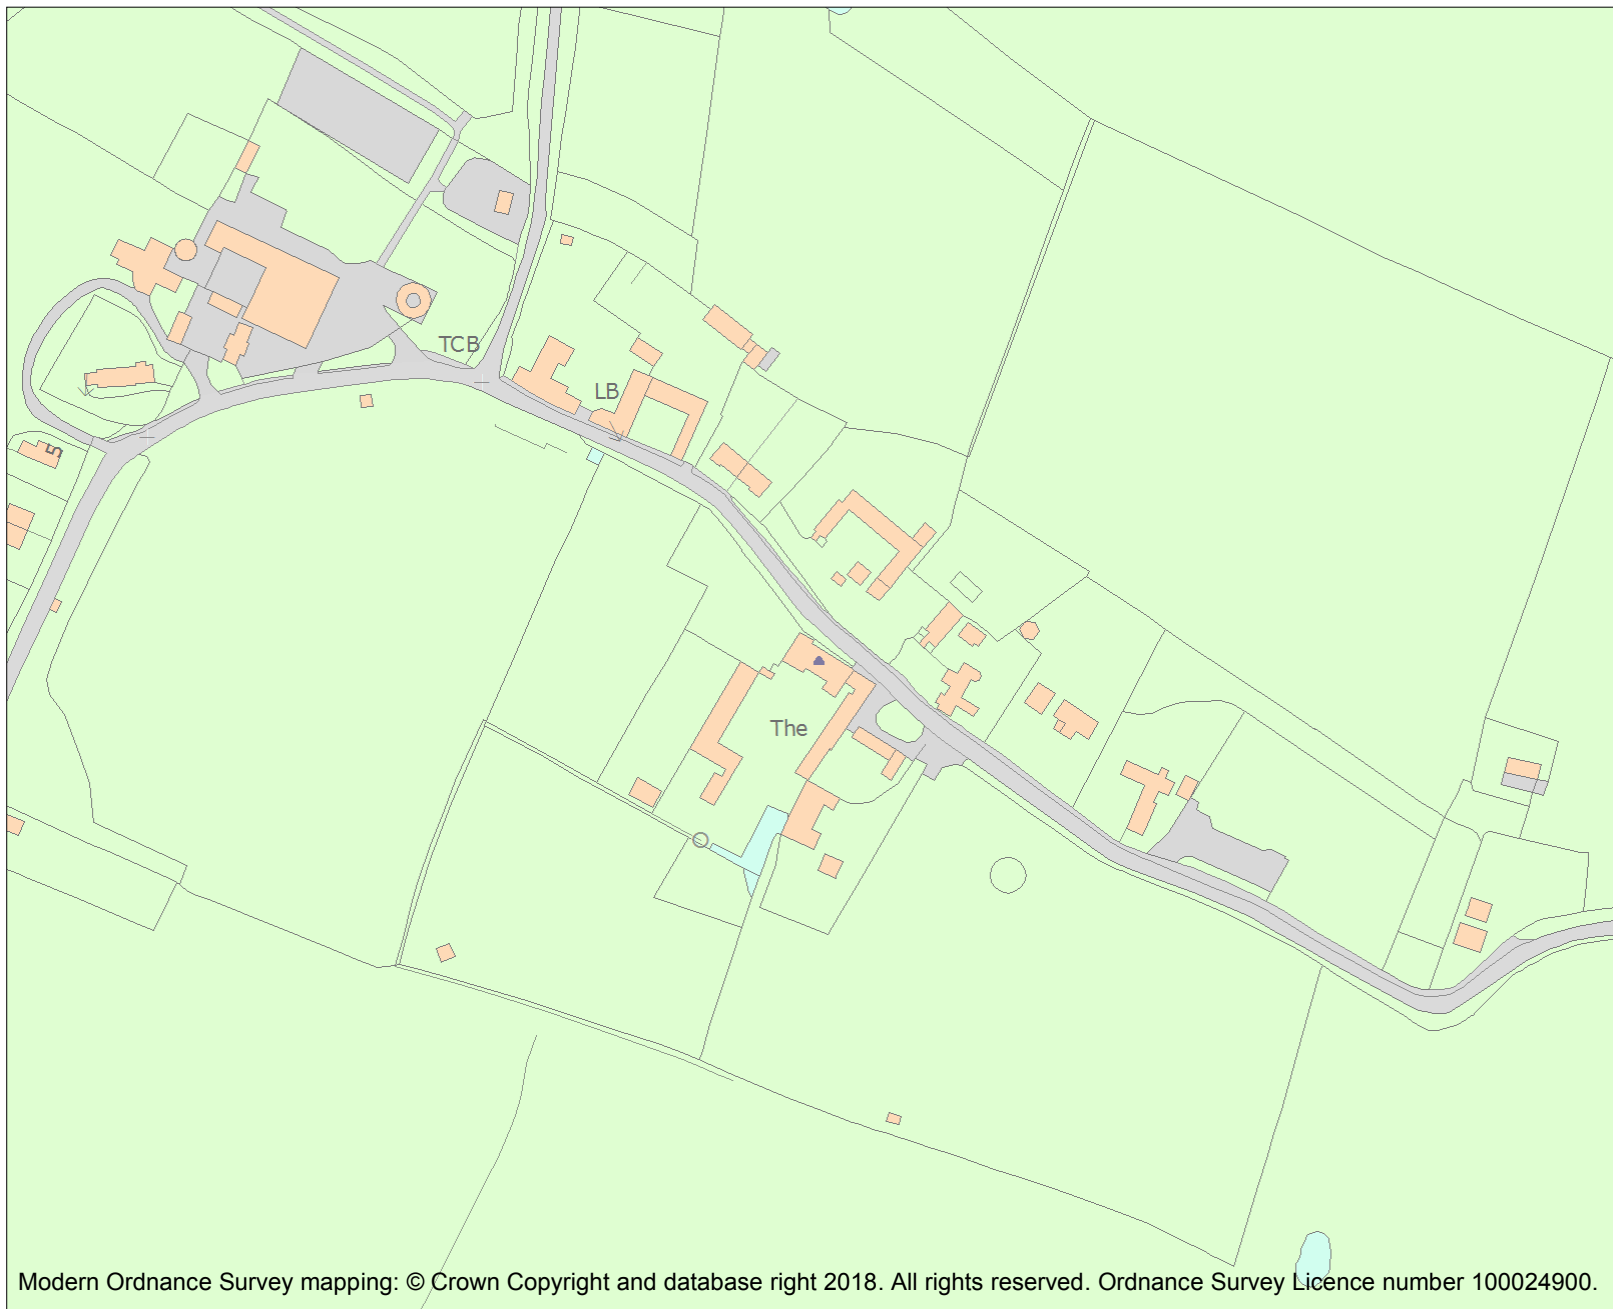 TCB
LB
5
The
Modern Ordnance Survey mapping: © Crown Copyright and database right 2018. All rights reserved. Ordnance Survey Licence number 100024900.